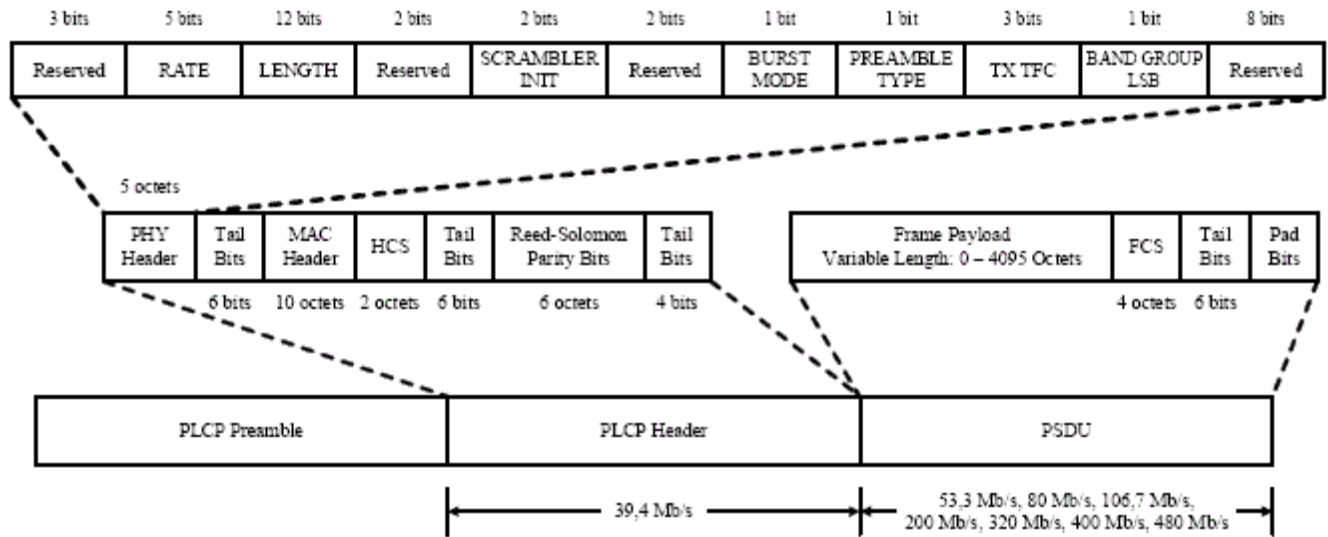 3 bits 5 bits 12 bits 2 bits 2 bits 2 bits 1 bit 1 bit 3 bits 1 bit 8 bits
Reserved RATE LENGTH Reserved SCRAMBLER INIT Reserved BURST MODE PREAMBLE TYPE TX TFC BAND GROUP LSB Reserved
5 octets
PHY Header Tail Bits MAC Header HCS Tail Bits Reed-Solomon Parity Bits Tail Bits
Frame Payload
Variable Length: 0 – 4095 Octets
FCS Tail Bits Pad Bits
6 bits 10 octets 2 octets 6 bits 6 octets 4 bits
4 octets 6 bits
PLCP Preamble PLCP Header PSDU
39,4 Mb/s
53,3 Mb/s, 80 Mb/s, 106,7 Mb/s,
200 Mb/s, 320 Mb/s, 400 Mb/s, 480 Mb/s